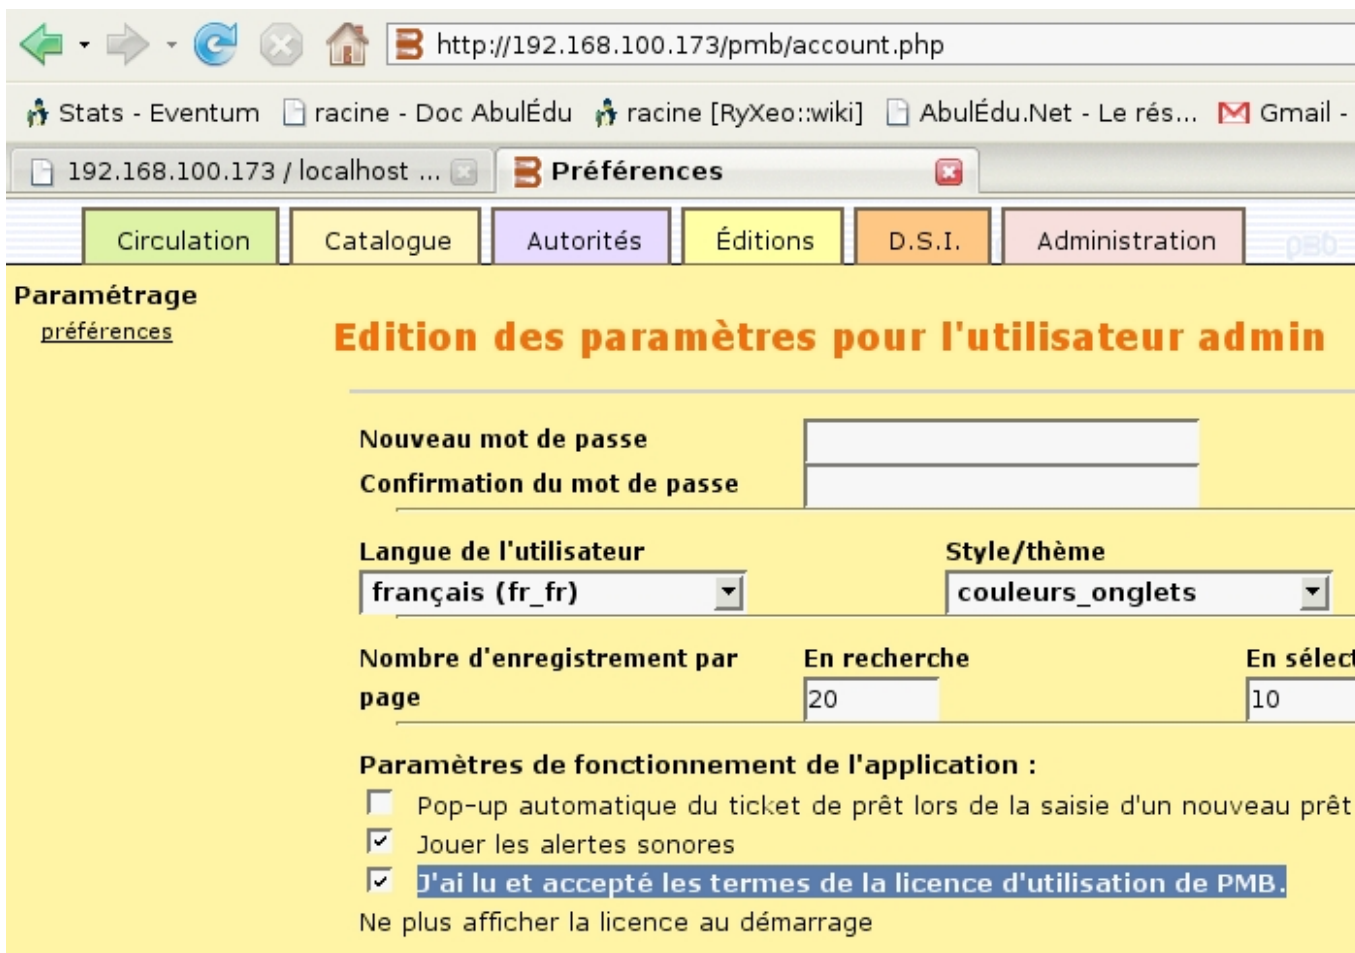 http://192.168.100.173/pmb/account.php
Stats - Eventum racine - Doc AbulÉdu racine [RyXeo::wiki] AbulÉdu.Net - Le rés... Gmail -
192.168.100.173 / localhost ... Préférences
Circulation Catalogue Autorités Éditions D.S.I. Administration pmb
Paramétrage
préférences
Edition des paramètres pour l'utilisateur admin
Nouveau mot de passe
Confirmation du mot de passe
Langue de l'utilisateur Style/thème
français (fr_fr) couleurs_onglets
Nombre d'enregistrement par En recherche En sélect
page 20 10
Paramètres de fonctionnement de l'application :
Pop-up automatique du ticket de prêt lors de la saisie d'un nouveau prêt
Jouer les alertes sonores
J'ai lu et accepté les termes de la licence d'utilisation de PMB.
Ne plus afficher la licence au démarrage